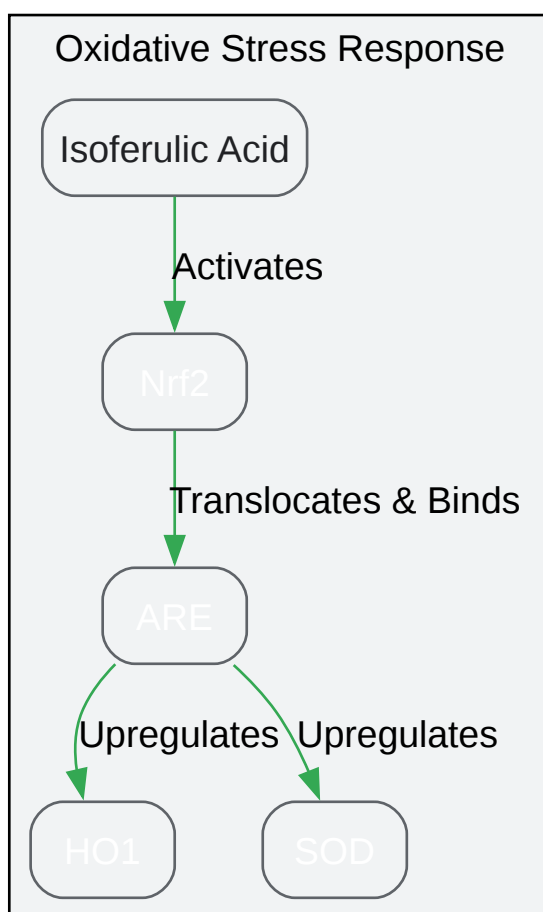 Oxidative Stress Response
Isoferulic Acid
Activates
Nrf2
Translocates & Binds
ARE
Upregulates
Upregulates
HO1
SOD